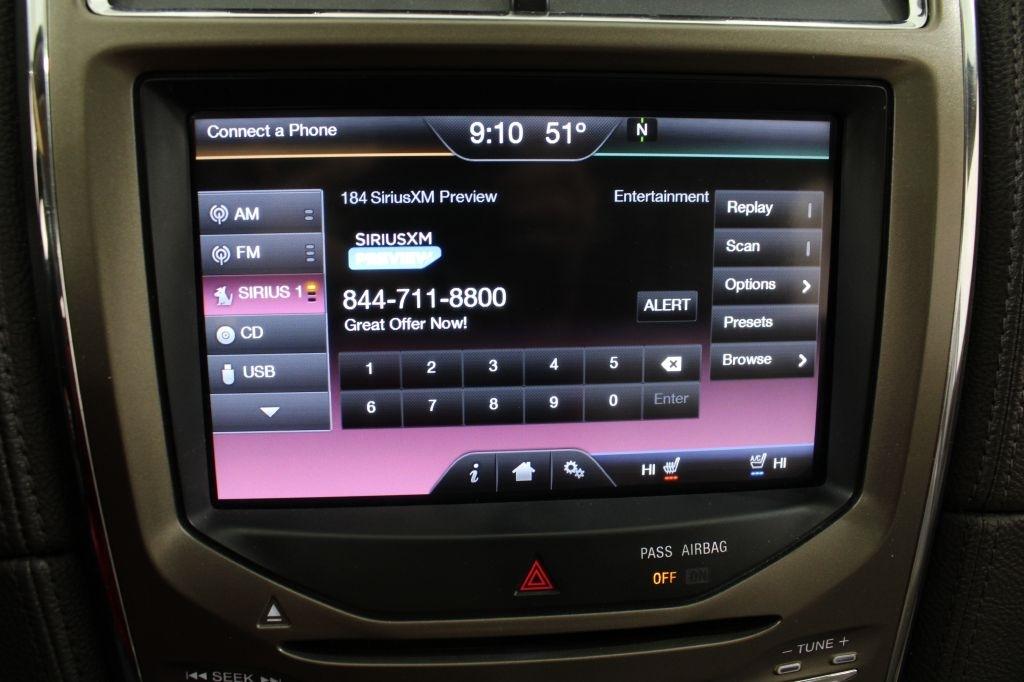 Connect a Phone
9:10 51° N
184 SiriusXM Preview Entertainment
AM
FM
SIRIUS 1
CD
USB
SIRIUSXM
PREVIEW
844-711-8800
Great Offer Now!
ALERT
1 2 3 4 5
6 7 8 9 0 Enter
Replay
Scan
Options
Presets
Browse
i
HI A/C HI
PASS AIRBAG
OFF ON
SEEK
− TUNE +